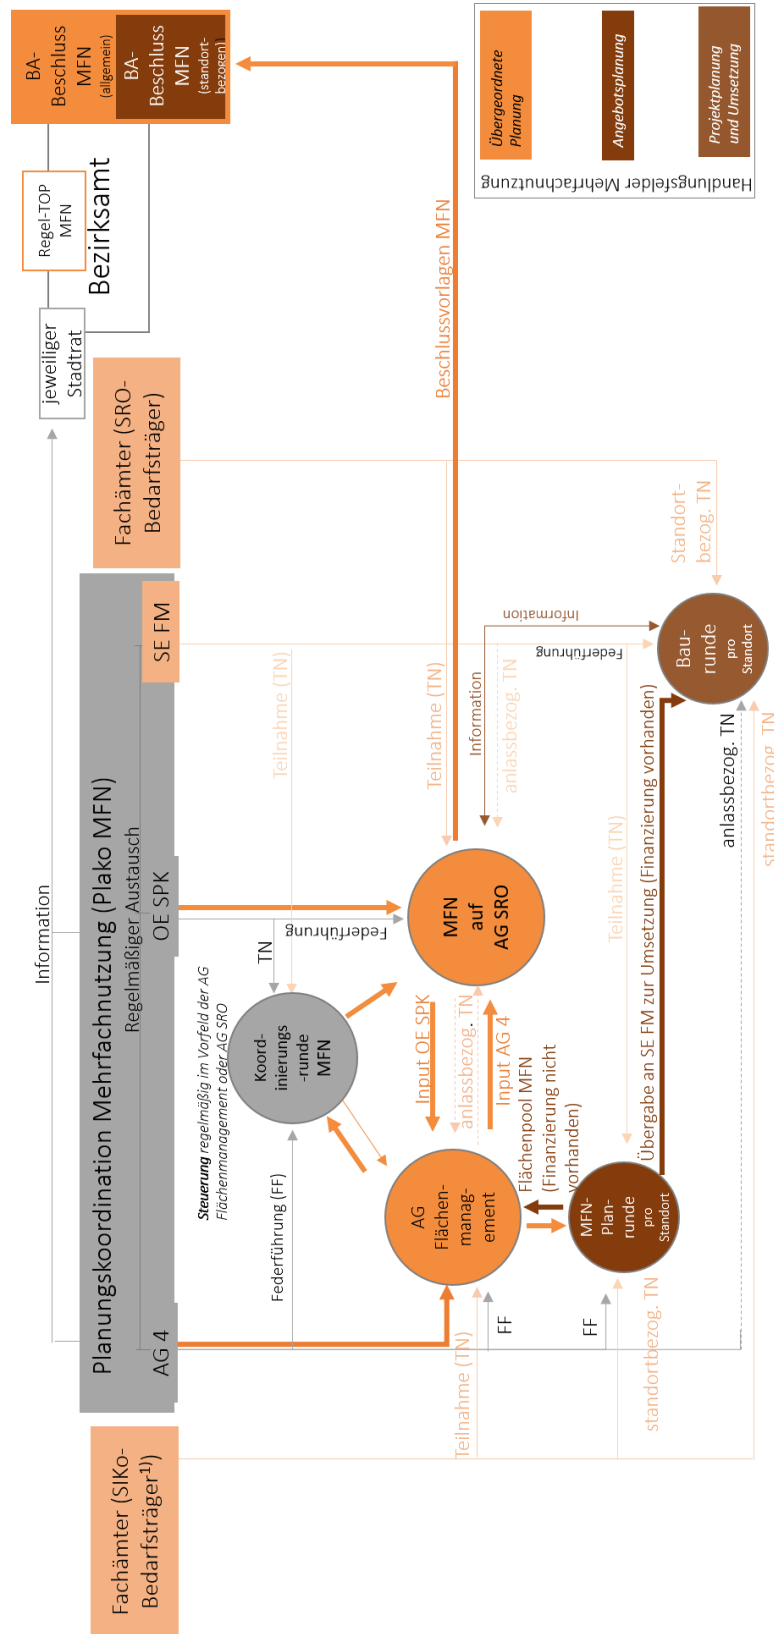 Fachämter (SIKo-
Bedarfsträger¹⁾)
Information
Planungskoordination Mehrfachnutzung (Plako MFN)
Regelmäßiger Austausch
AG 4
OE SPK
SE FM
Fachämter (SRO-
Bedarfsträger)
jeweiliger
Stadtrat
Regel-TOP
MFN
Bezirksamt
BA-
Beschluss
MFN
(allgemein)
BA-
Beschluss
MFN
(standort-
bezogen)
Steuerung regelmäßig im Vorfeld der AG
Flächenmanagement oder AG SRO
Federführung (FF)
Koord-
inierungs
-runde
MFN
TN
Federführung
Teilnahme (TN)
AG
Flächen-
manag-
ement
Input OE SPK
anlassbezog. TN
Input AG 4
MFN
auf
AG SRO
Teilnahme (TN)
Information
anlassbezog. TN
Beschlussvorlagen MFN
Teilnahme (TN)
FF
FF
Flächenpool MFN
(Finanzierung nicht
vorhanden)
MFN-
Plan-
runde
pro
Standort
standortbezog. TN
Teilnahme (TN)
Übergabe an SE FM zur Umsetzung (Finanzierung vorhanden)
Federführung
Information
Bau-
runde
pro
Standort
Standort-
bezog. TN
anlassbezog. TN
standortbezog. TN
Handlungsfelder Mehrfachnutzung
Übergeordnete
Planung
Angebotsplanung
Projektplanung
und Umsetzung